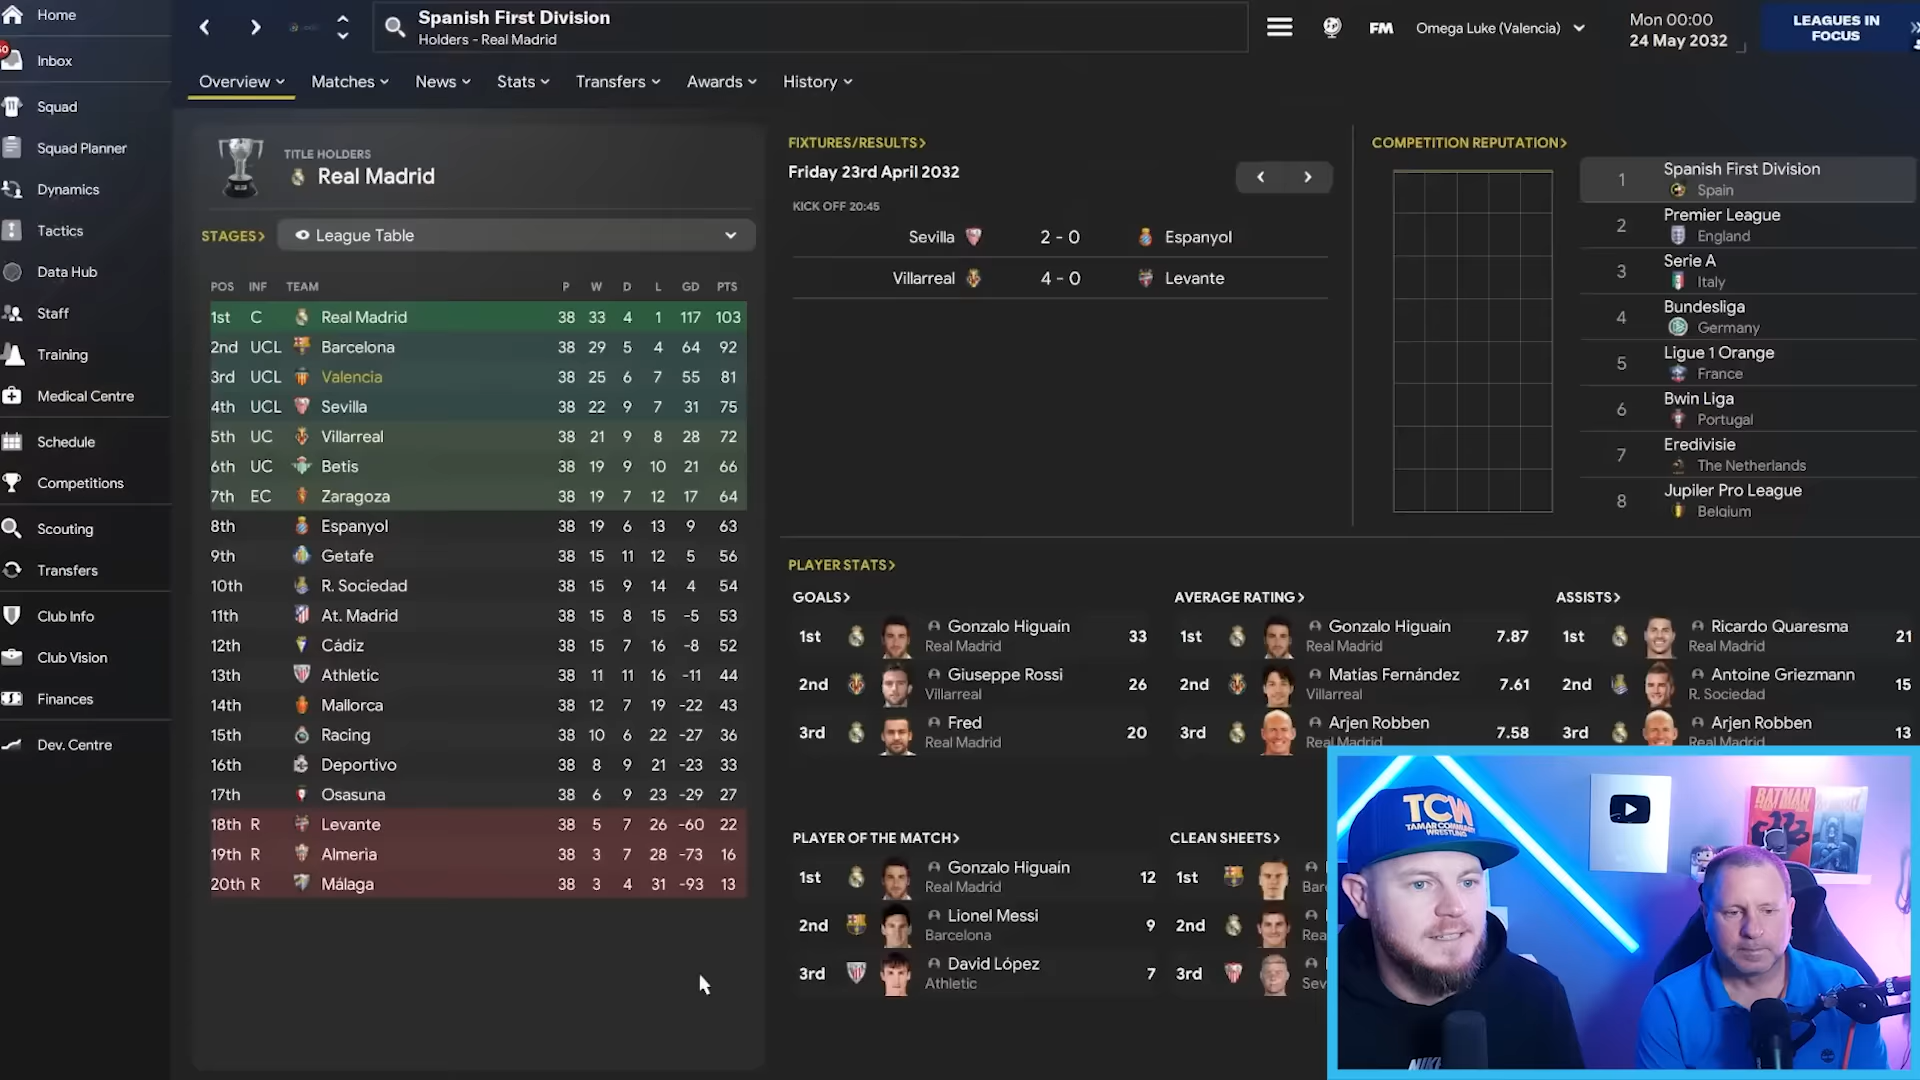 Home
Inbox
Squad
Squad Planner
Dynamics
Tactics
Data Hub
Staff
Training
Medical Centre
Schedule
Competitions
Scouting
Transfers
Club Info
Club Vision
Finances
Dev. Centre
Spanish First Division
Holders - Real Madrid
FM
Omega Luke (Valencia)
Mon 00:00
24 May 2032
LEAGUES IN
FOCUS
Overview Matches News Stats Transfers Awards History
TITLE HOLDERS
Real Madrid
STAGES> League Table
POS INF TEAM P W D L GD PTS
1st C Real Madrid 38 33 4 1 117 103
2nd UCL Barcelona 38 29 5 4 64 92
3rd UCL Valencia 38 25 6 7 55 81
4th UCL Sevilla 38 22 9 7 31 75
5th UC Villarreal 38 21 9 8 28 72
6th UC Betis 38 19 9 10 21 66
7th EC Zaragoza 38 19 7 12 17 64
8th Espanyol 38 19 6 13 9 63
9th Getafe 38 15 11 12 5 56
10th R. Sociedad 38 15 9 14 4 54
11th At. Madrid 38 15 8 15 -5 53
12th Cádiz 38 15 7 16 -8 52
13th Athletic 38 11 11 16 -11 44
14th Mallorca 38 12 7 19 -22 43
15th Racing 38 10 6 22 -27 36
16th Deportivo 38 8 9 21 -23 33
17th Osasuna 38 6 9 23 -29 27
18th R Levante 38 5 7 26 -60 22
19th R Almería 38 3 7 28 -73 16
20th R Málaga 38 3 4 31 -93 13
FIXTURES/RESULTS>
Friday 23rd April 2032
KICK OFF 20:45
Sevilla 2 - 0 Espanyol
Villarreal 4 - 0 Levante
COMPETITION REPUTATION>
1 Spanish First Division
Spain
2 Premier League
England
3 Serie A
Italy
4 Bundesliga
Germany
5 Ligue 1 Orange
France
6 Bwin Liga
Portugal
7 Eredivisie
The Netherlands
8 Jupiler Pro League
Belgium
PLAYER STATS>
GOALS>
1st Gonzalo Higuaín 33
Real Madrid
2nd Giuseppe Rossi 26
Villarreal
3rd Fred 20
Real Madrid
AVERAGE RATING>
1st Gonzalo Higuaín 7.87
Real Madrid
2nd Matías Fernández 7.61
Villarreal
3rd Arjen Robben 7.58
Real Madrid
ASSISTS>
1st Ricardo Quaresma 21
Real Madrid
2nd Antoine Griezmann 15
R. Sociedad
3rd Arjen Robben 13
Real Madrid
PLAYER OF THE MATCH>
1st Gonzalo Higuaín 12
Real Madrid
2nd Lionel Messi 9
Barcelona
3rd David López 7
Athletic
CLEAN SHEETS>
1st
Bar
2nd
Rea
3rd
Sev
TCW
TAMAR COMMUNITY
WRESTLING
BATMAN
NIKE